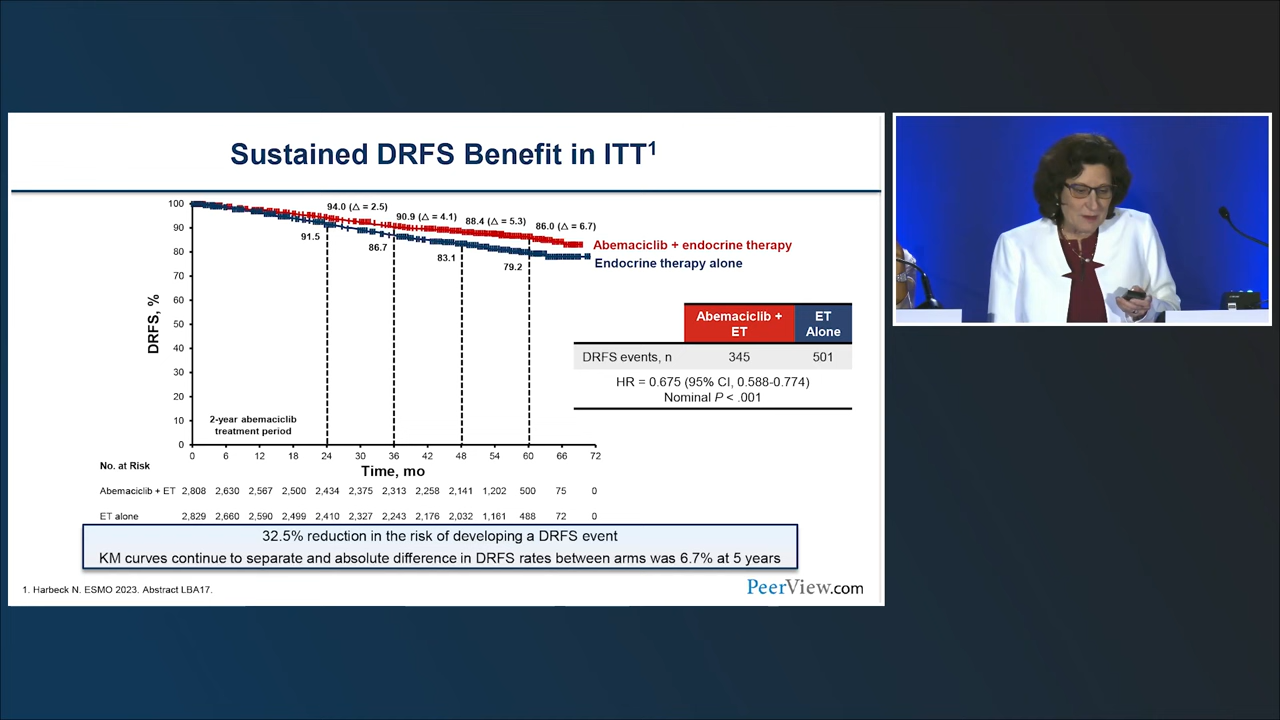 Sustained DRFS Benefit in ITT1
100
90
80
70
60
50
40
30
20
10
0
DRFS, %
94.0 (△ = 2.5)
90.9 (△ = 4.1)
88.4 (△ = 5.3)
86.0 (△ = 6.7)
91.5
86.7
83.1
79.2
Abemaciclib + endocrine therapy
Endocrine therapy alone
2-year abemaciclib
treatment period
0 6 12 18 24 30 36 42 48 54 60 66 72
Time, mo
Abemaciclib + ET
ET Alone
DRFS events, n 345 501
HR = 0.675 (95% CI, 0.588-0.774)
Nominal P < .001
No. at Risk
Abemaciclib + ET 2,808 2,630 2,567 2,500 2,434 2,375 2,313 2,258 2,141 1,202 500 75 0
ET alone 2,829 2,660 2,590 2,499 2,410 2,327 2,243 2,176 2,032 1,161 488 72 0
32.5% reduction in the risk of developing a DRFS event
KM curves continue to separate and absolute difference in DRFS rates between arms was 6.7% at 5 years
1. Harbeck N. ESMO 2023. Abstract LBA17.
PeerView.com